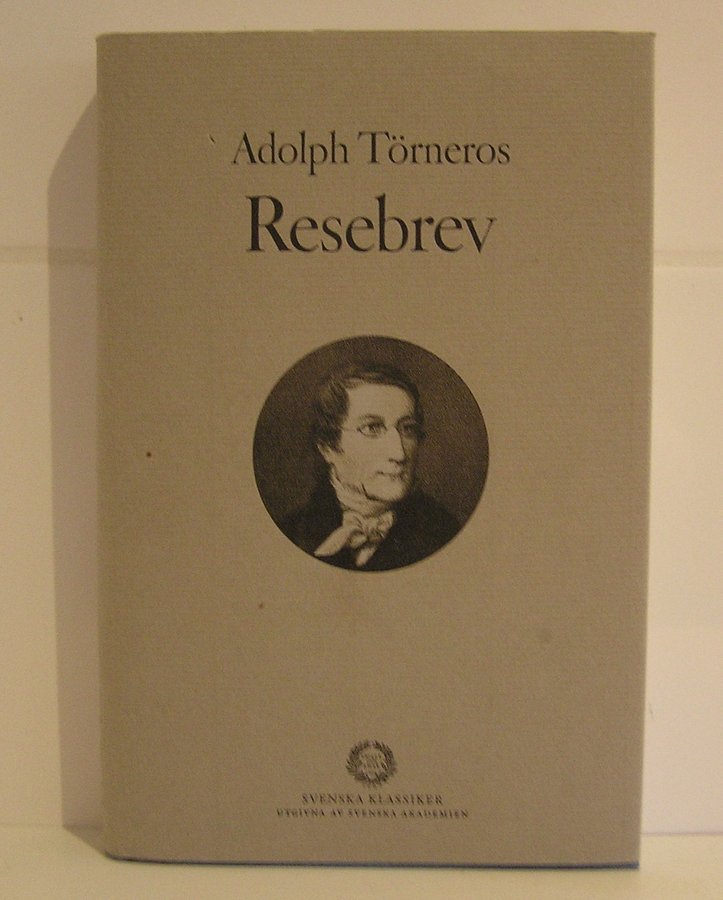 Adolph Törneros
Resebrev
SVENSKA KLASSIKER
UTGIVNA AV SVENSKA AKADEMIEN